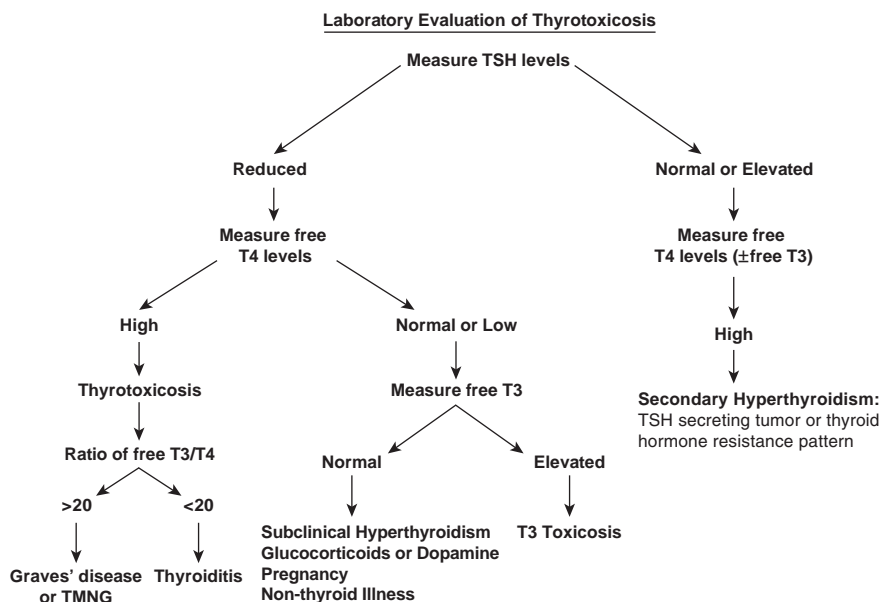 Laboratory Evaluation of Thyrotoxicosis
Measure TSH levels
Reduced
Normal or Elevated
Measure free
T4 levels
Measure free
T4 levels (±free T3)
High
Normal or Low
High
Thyrotoxicosis
Measure free T3
Secondary Hyperthyroidism:
TSH secreting tumor or thyroid
hormone resistance pattern
Ratio of free T3/T4
Normal
Elevated
>20
<20
Subclinical Hyperthyroidism
Glucocorticoids or Dopamine
Pregnancy
Non-thyroid Illness
T3 Toxicosis
Graves’ disease
or TMNG
Thyroiditis